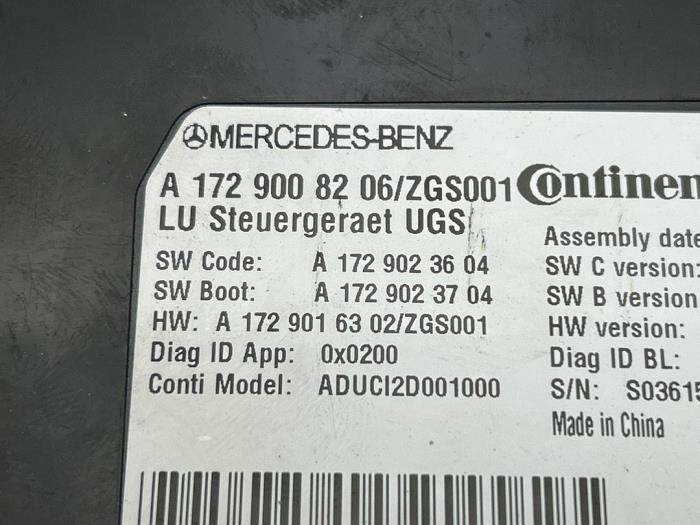 MERCEDES-BENZ
A 172 900 82 06/ZGS001 Continen
LU Steuergeraet UGS
Assembly date
SW Code: A 172 902 36 04 SW C version:
SW Boot: A 172 902 37 04 SW B version
HW: A 172 901 63 02/ZGS001 HW version:
Diag ID App: 0x0200 Diag ID BL:
Conti Model: ADUCI2D001000 S/N: S03615
Made in China